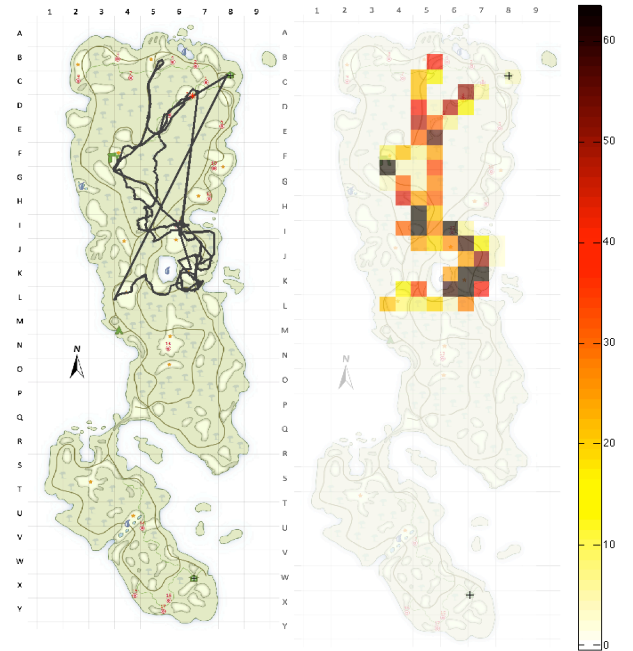 1 2 3 4 5 6 7 8 9
A
B
C
D
E
F
G
H
I
J
K
L
M
N
O
P
Q
R
S
T
U
V
W
X
Y
N
1 2 3 4 5 6 7 8 9
A
B
C
D
E
F
G
H
I
J
K
L
M
N
O
P
Q
R
S
T
U
V
W
X
Y
N
60
50
40
30
20
10
0